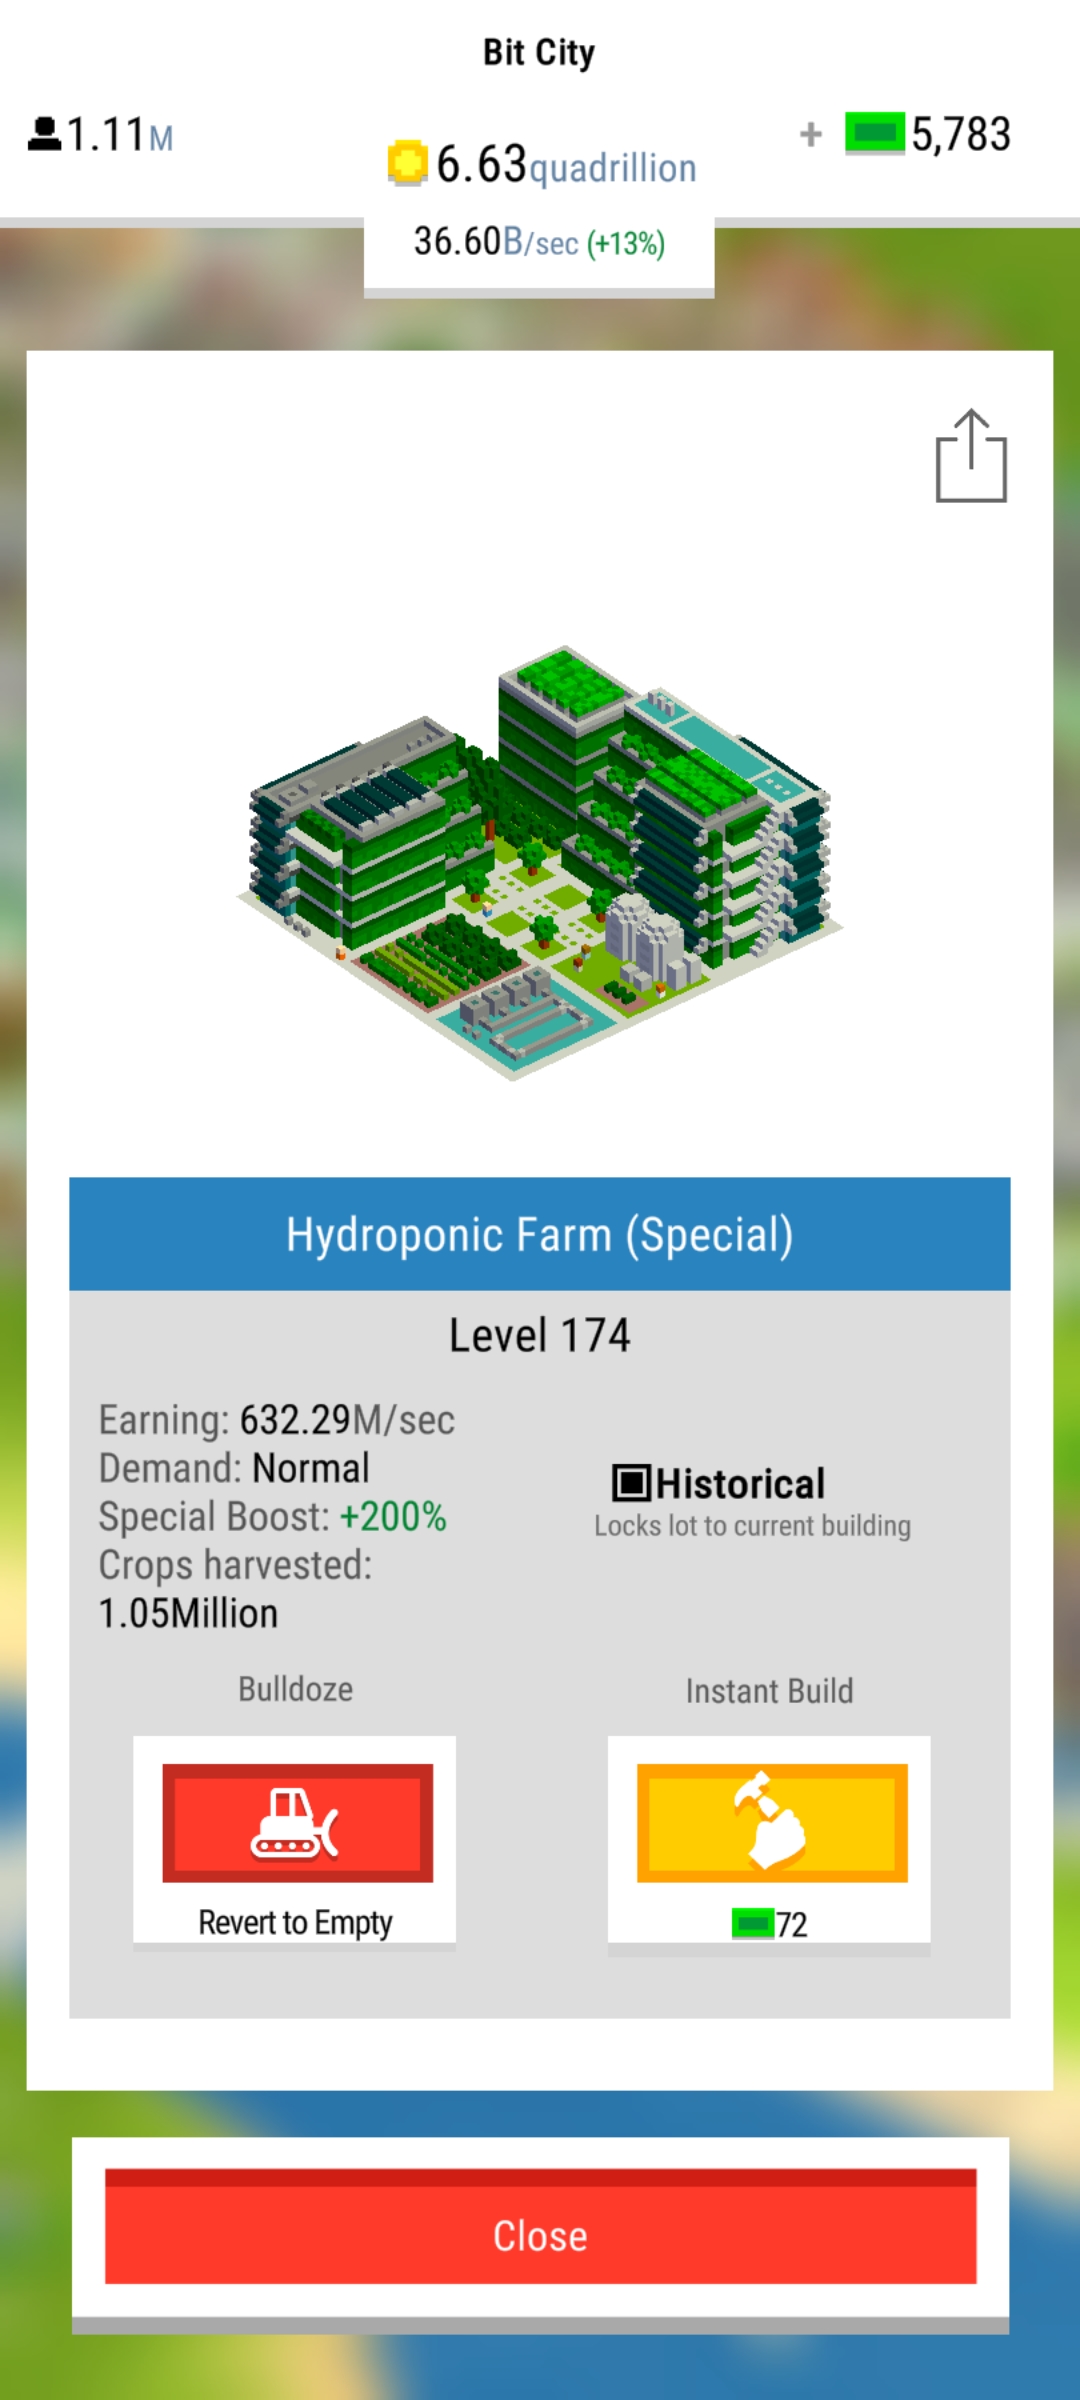 Bit City
1.11M
6.63quadrillion
+ 5,783
36.60B/sec (+13%)
Hydroponic Farm (Special)
Level 174
Earning: 632.29M/sec
Demand: Normal
Special Boost: +200%
Crops harvested:
1.05Million
Historical
Locks lot to current building
Bulldoze
Instant Build
Revert to Empty
72
Close